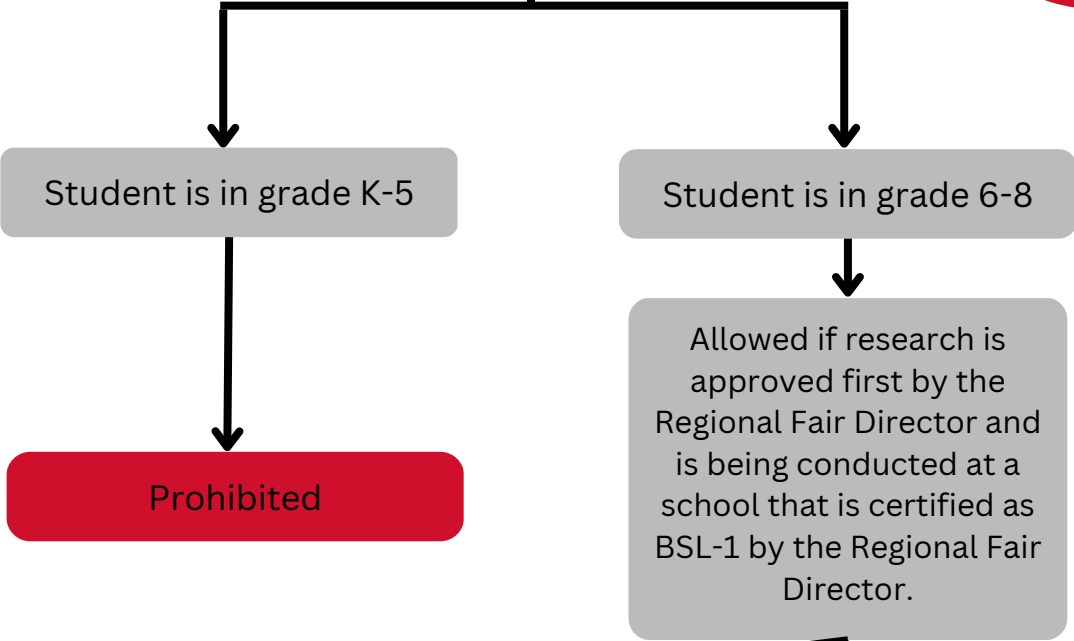 Student is in grade K-5
Student is in grade 6-8
Allowed if research is
approved first by the
Regional Fair Director and
is being conducted at a
school that is certified as
BSL-1 by the Regional Fair
Director.
Prohibited